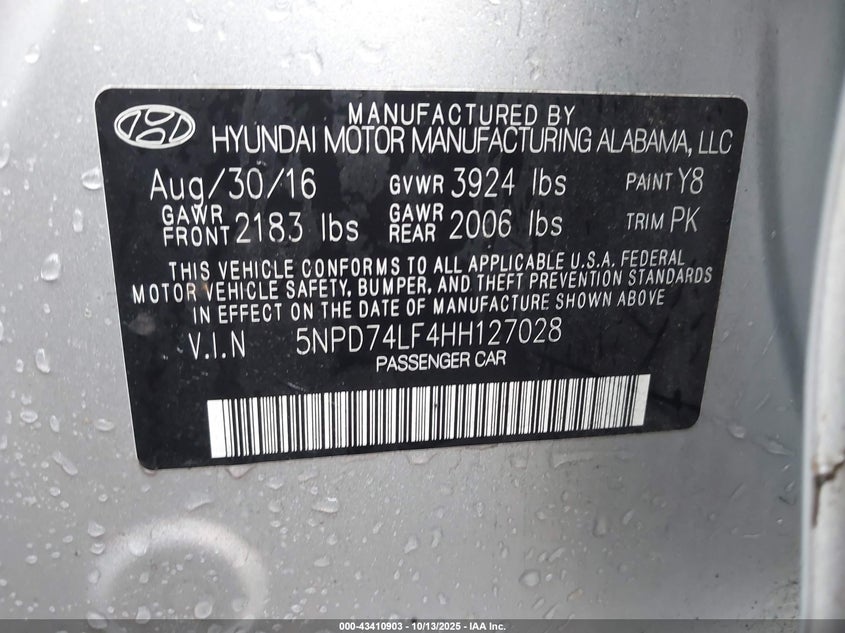 MANUFACTURED BY
HYUNDAI MOTOR MANUFACTURING ALABAMA, LLC
Aug/30/16 GVWR 3924 lbs PAINT Y8
GAWR FRONT 2183 lbs GAWR REAR 2006 lbs TRIM PK
THIS VEHICLE CONFORMS TO ALL APPLICABLE U.S.A. FEDERAL
MOTOR VEHICLE SAFETY, BUMPER, AND THEFT PREVENTION STANDARDS
IN EFFECT ON THE DATE OF MANUFACTURE SHOWN ABOVE
V.I.N 5NPD74LF4HH127028
PASSENGER CAR
000-43410903 | 10/13/2025 - IAA Inc.